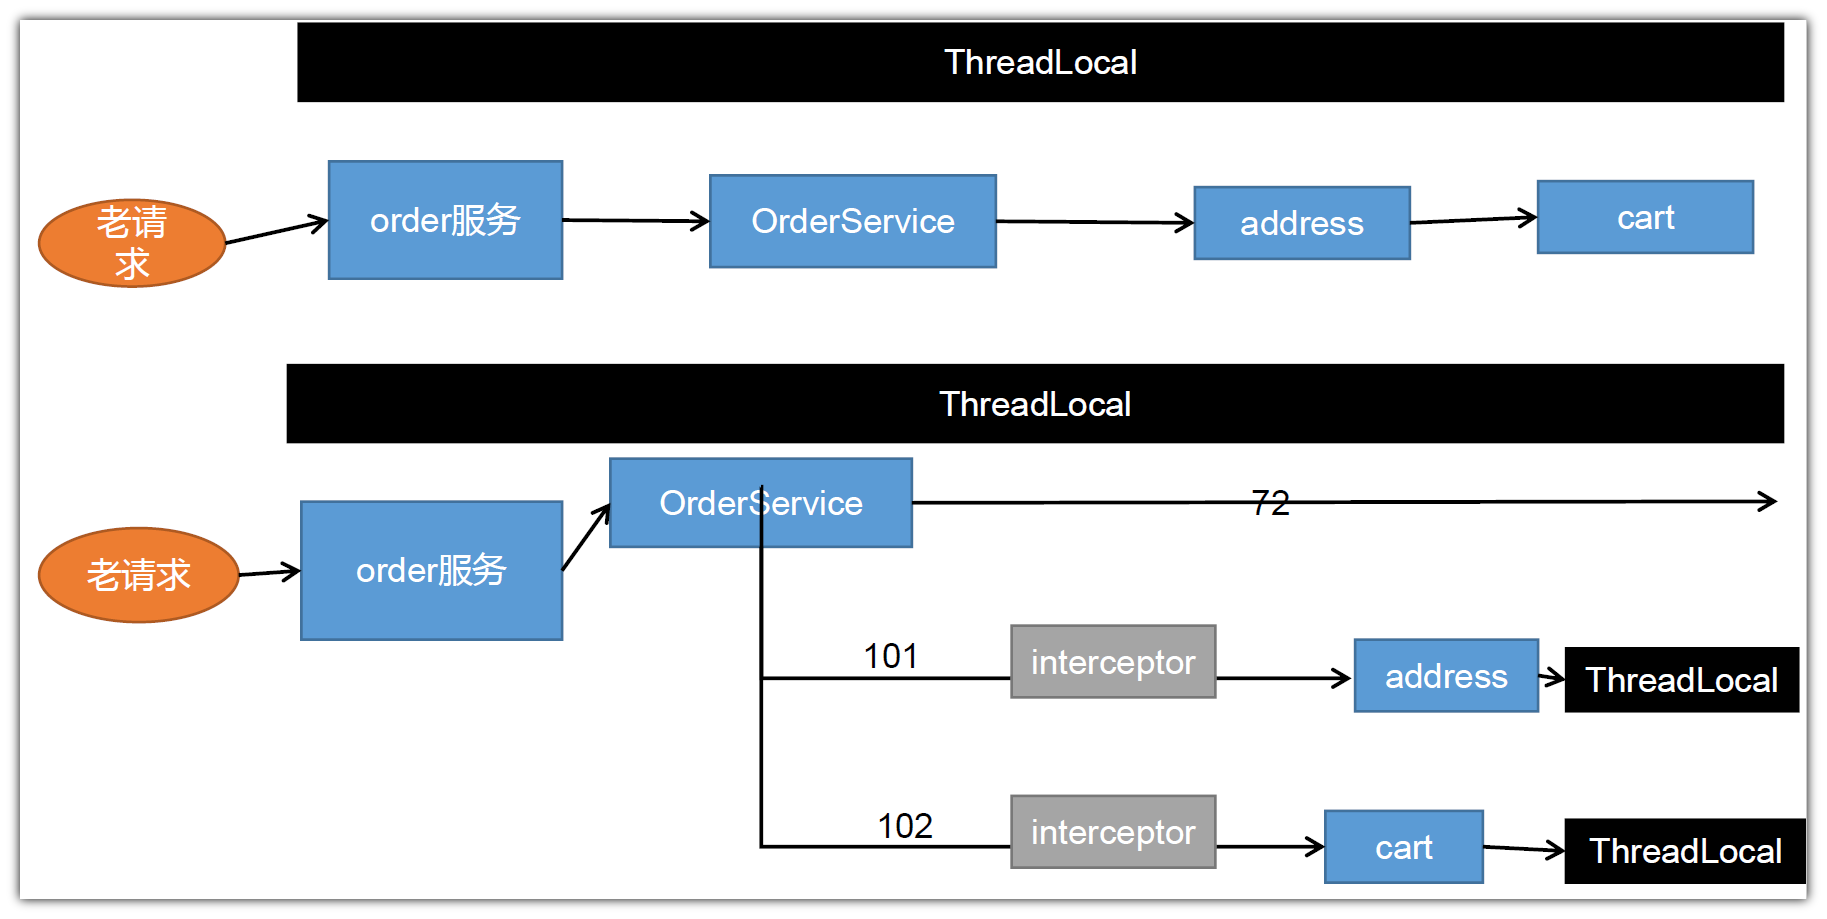 ThreadLocal
老请
求
order服务
OrderService
address
cart
ThreadLocal
OrderService
72
老请求
order服务
101
interceptor
address
ThreadLocal
102
interceptor
cart
ThreadLocal